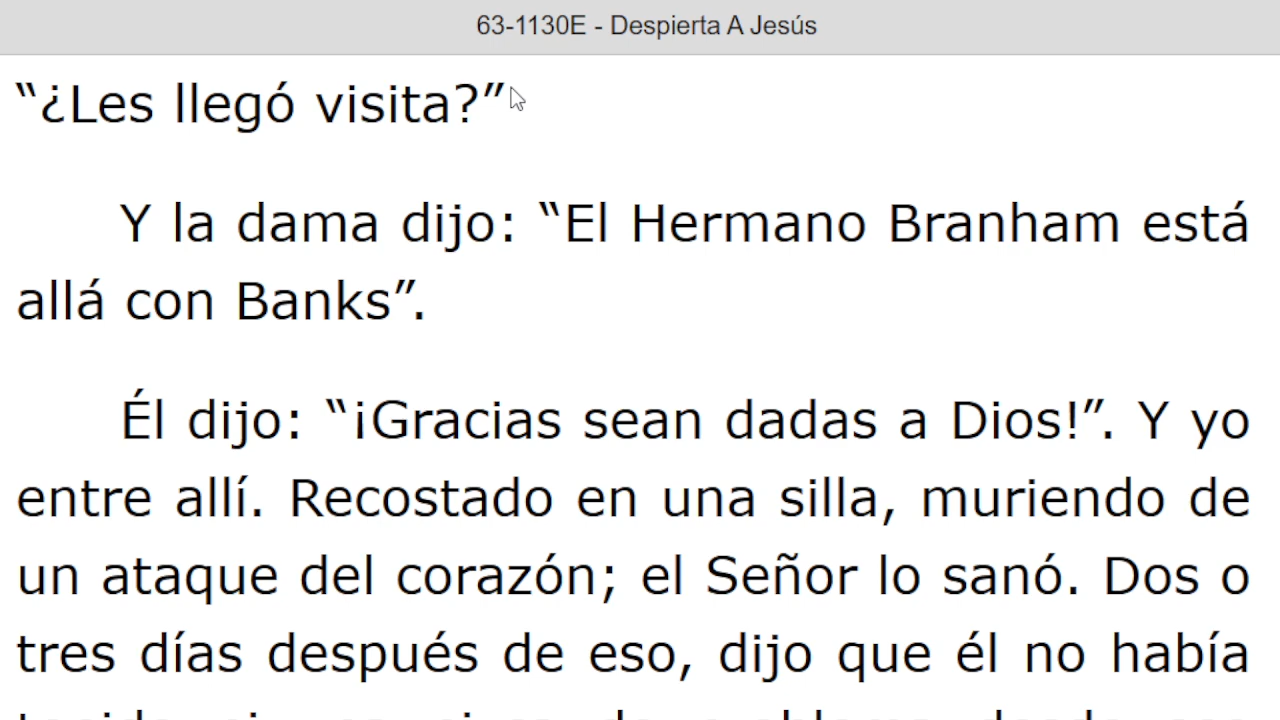 63-1130E - Despierta A Jesús
“¿Les llegó visita?”
Y la dama dijo: “El Hermano Branham está
allá con Banks”.
Él dijo: “¡Gracias sean dadas a Dios!”. Y yo
entre allí. Recostado en una silla, muriendo de
un ataque del corazón; el Señor lo sanó. Dos o
tres días después de eso, dijo que él no había